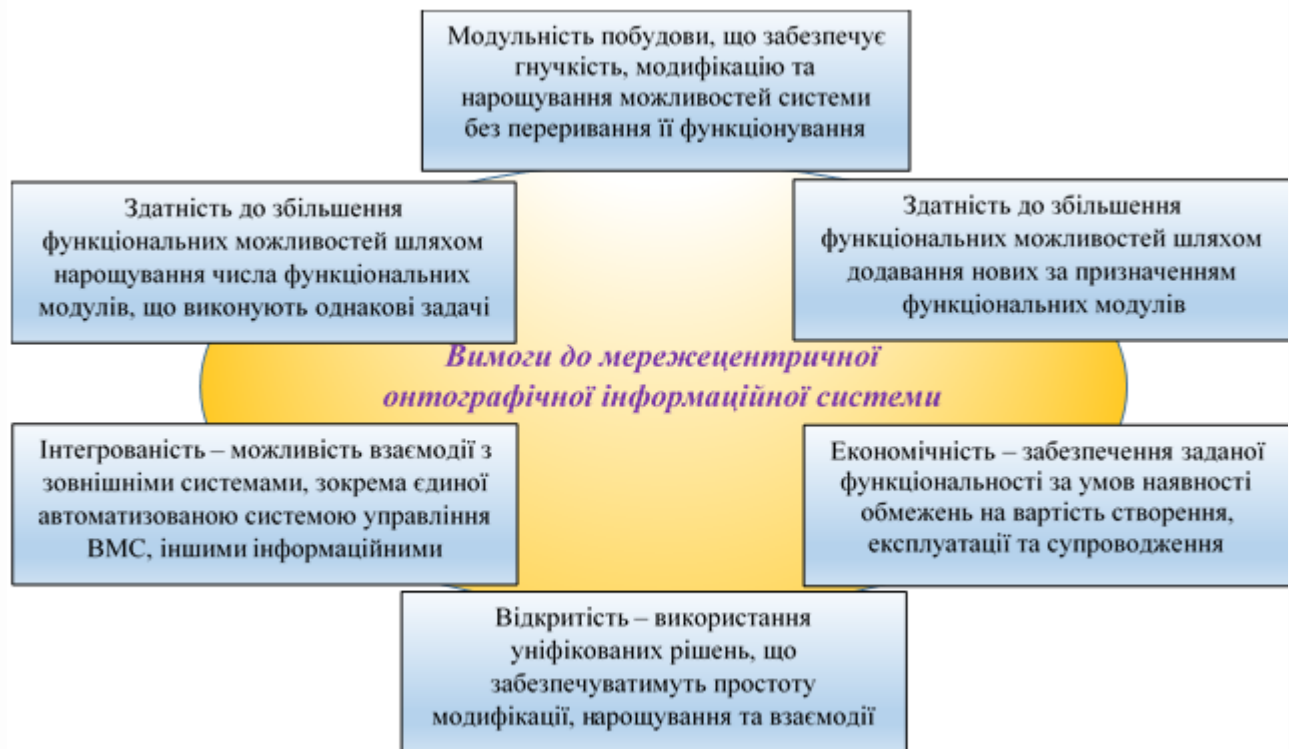 Модульність побудови, що забезпечує
гнучкість, модифікацію та
нарощування можливостей системи
без переривання її функціонування
Здатність до збільшення
функціональних можливостей шляхом
нарощування числа функціональних
модулів, що виконують однакові задачі
Здатність до збільшення
функціональних можливостей шляхом
додавання нових за призначенням
функціональних модулів
Вимоги до мережецентричної
онтографічної інформаційної системи
Інтегрованість – можливість взаємодії з
зовнішніми системами, зокрема єдиної
автоматизованою системою управління
ВМС, іншими інформаційними
Економічність – забезпечення заданої
функціональності за умов наявності
обмежень на вартість створення,
експлуатації та супроводження
Відкритість – використання
уніфікованих рішень, що
забезпечуватимуть простоту
модифікації, нарощування та взаємодії